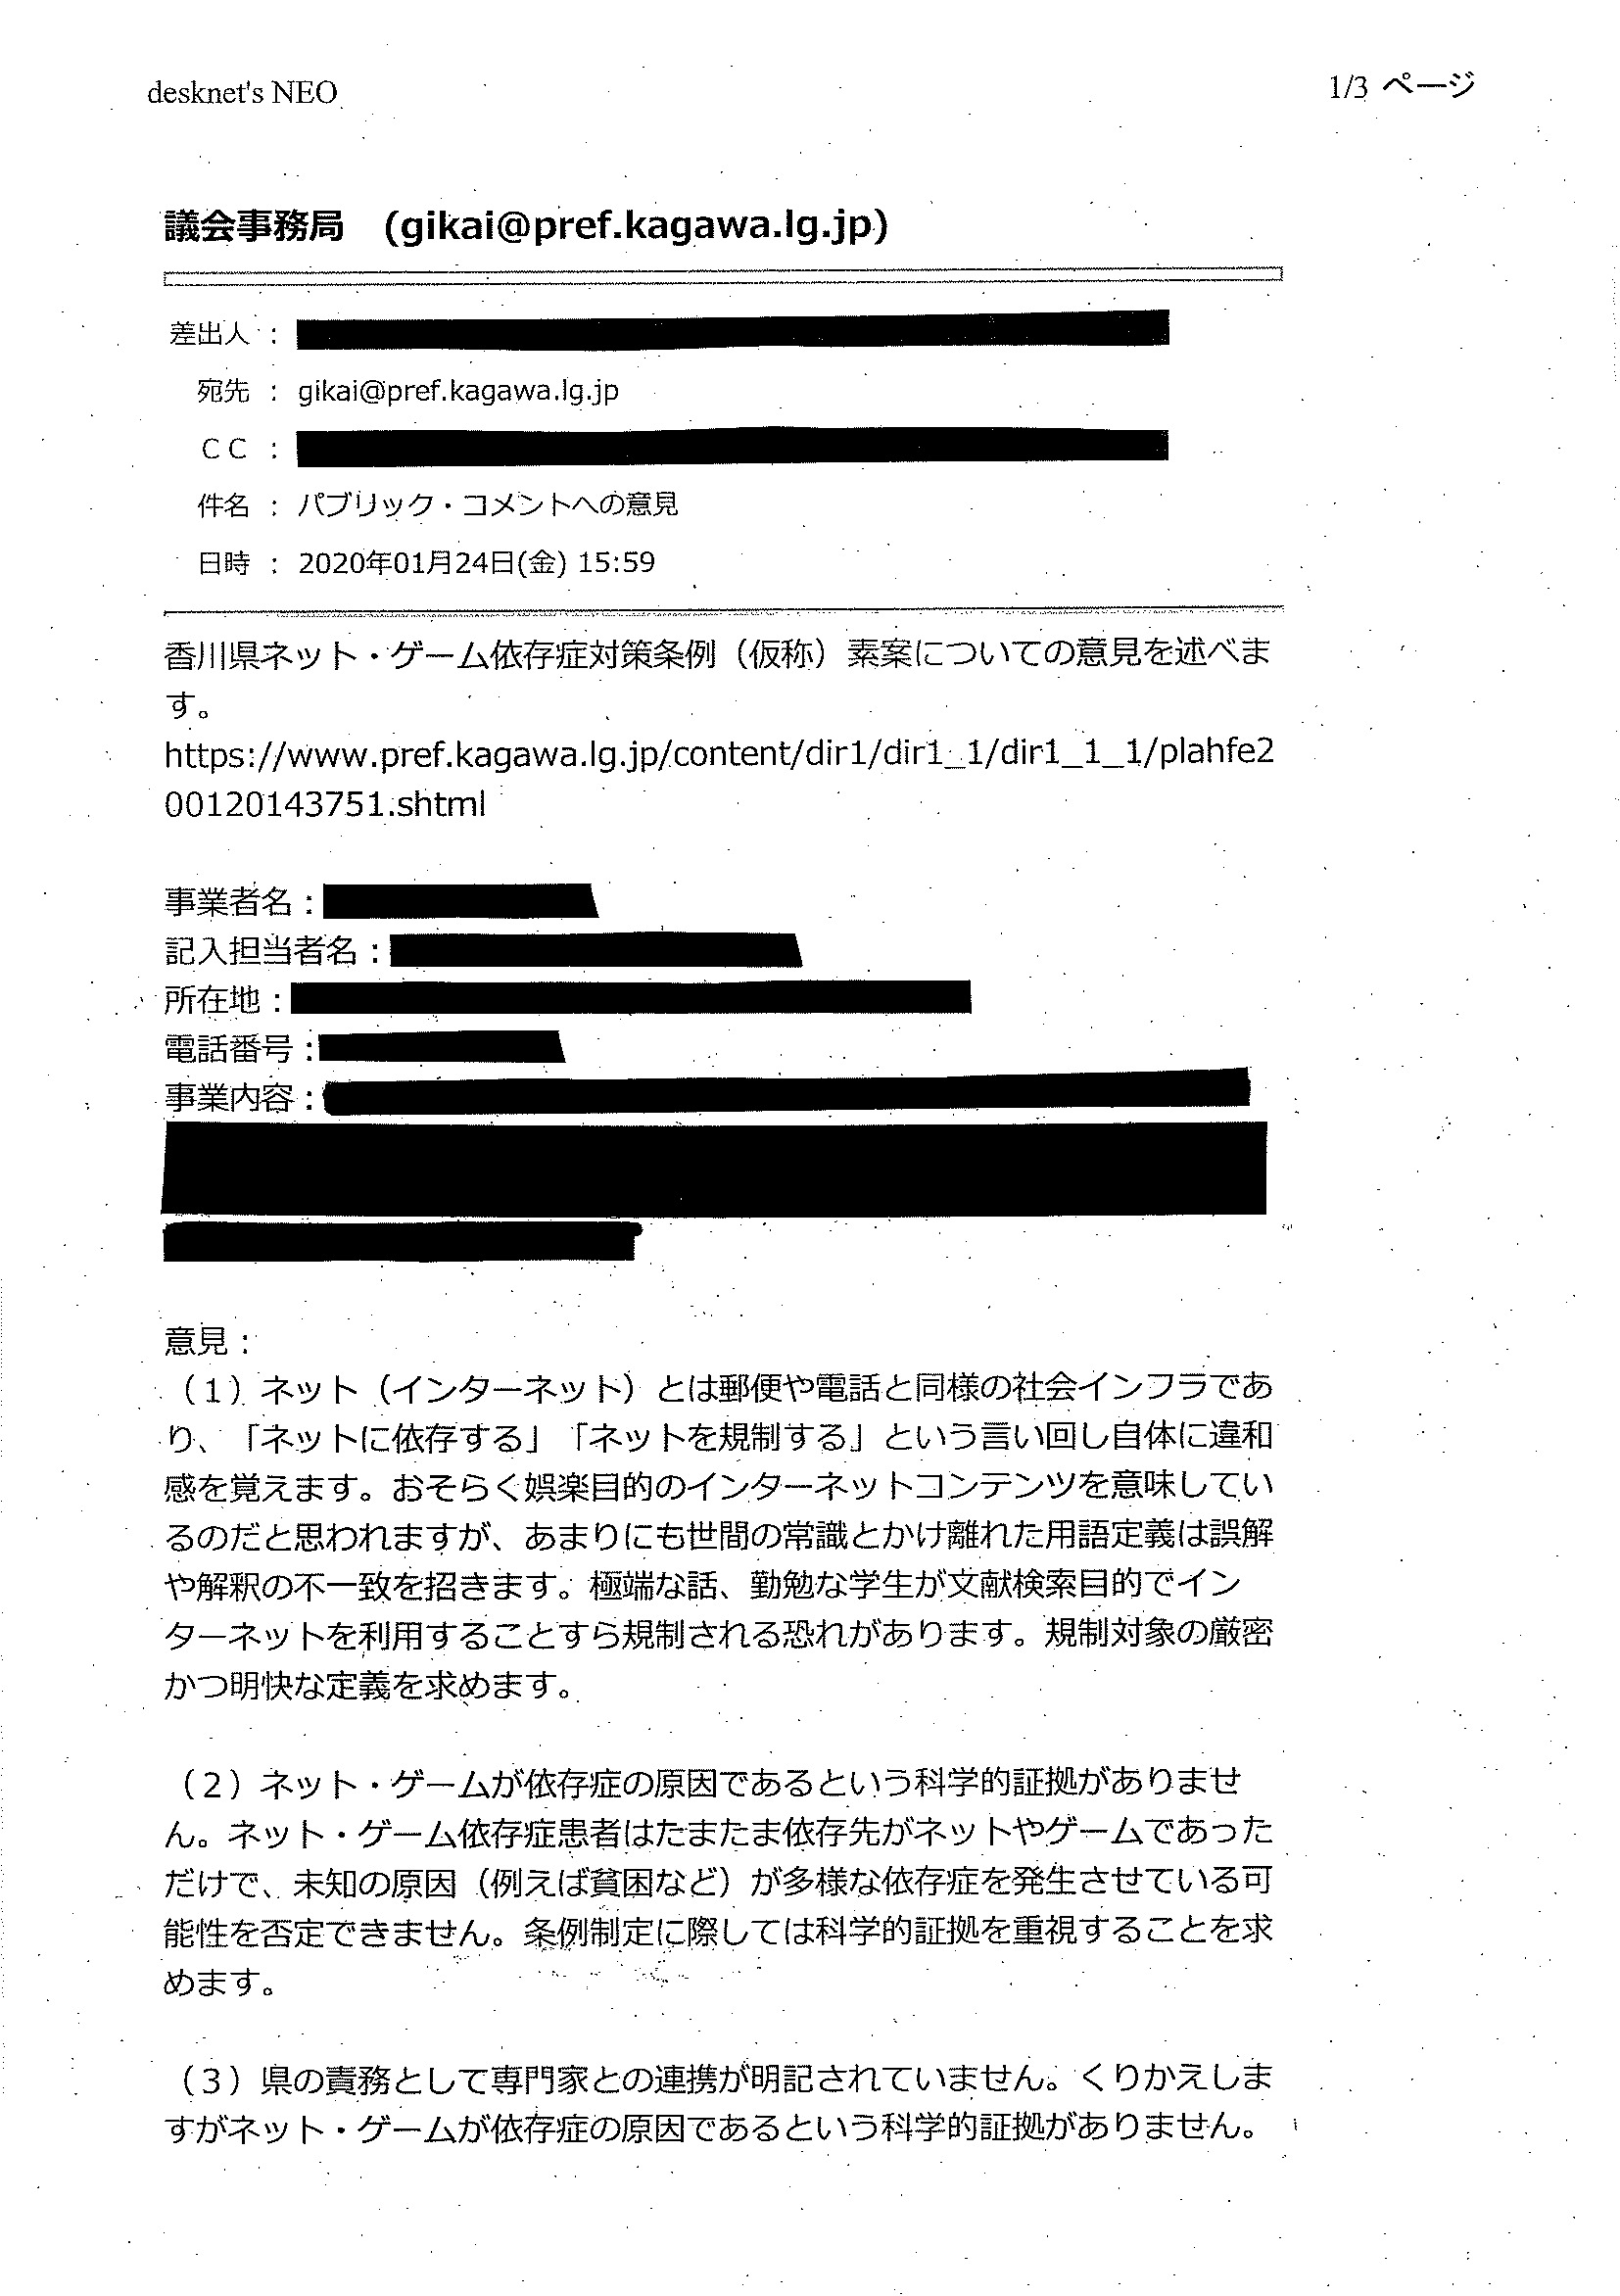 desknet's NEO
1/3 ページ
議会事務局　(gikai@pref.kagawa.lg.jp)
差出人 :
宛先 : gikai@pref.kagawa.lg.jp
ＣＣ :
件名 : パブリック・コメントへの意見
日時 : 2020年01月24日(金) 15:59
香川県ネット・ゲーム依存症対策条例（仮称）素案についての意見を述べま
す。
https://www.pref.kagawa.lg.jp/content/dir1/dir1_1/dir1_1_1/plahfe2
00120143751.shtml
事業者名：
記入担当者名：
所在地：
電話番号：
事業内容：
意見：
（1）ネット（インターネット）とは郵便や電話と同様の社会インフラであ
り、「ネットに依存する」「ネットを規制する」という言い回し自体に違和
感を覚えます。おそらく娯楽目的のインターネットコンテンツを意味してい
るのだと思われますが、あまりにも世間の常識とかけ離れた用語定義は誤解
や解釈の不一致を招きます。極端な話、勤勉な学生が文献検索目的でイン
ターネットを利用することすら規制される恐れがあります。規制対象の厳密
かつ明快な定義を求めます。
（2）ネット・ゲームが依存症の原因であるという科学的証拠がありませ
ん。ネット・ゲーム依存症患者はたまたま依存先がネットやゲームであった
だけで、未知の原因（例えば貧困など）が多様な依存症を発生させている可
能性を否定できません。条例制定に際しては科学的証拠を重視することを求
めます。
（3）県の責務として専門家との連携が明記されていません。くりかえしま
すがネット・ゲームが依存症の原因であるという科学的証拠がありません。